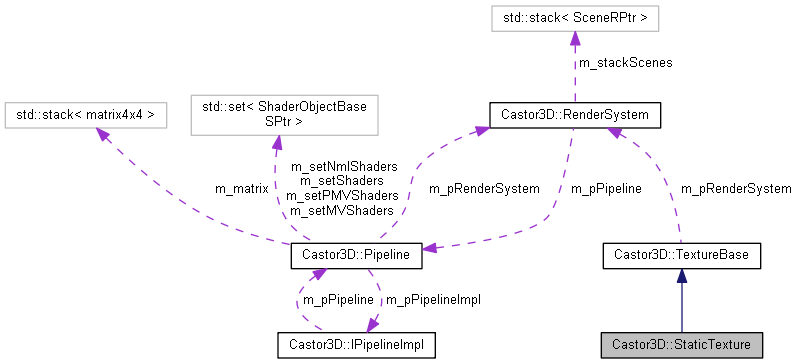 std::stack< SceneRPtr >
m_stackScenes
std::stack< matrix4x4 >
std::set< ShaderObjectBase
SPtr >
Castor3D::RenderSystem
m_matrix
m_setNmlShaders
m_setShaders
m_setPMVShaders
m_setMVShaders
m_pRenderSystem
m_pPipeline
m_pRenderSystem
Castor3D::Pipeline
Castor3D::TextureBase
m_pPipeline
m_pPipelineImpl
Castor3D::IPipelineImpl
Castor3D::StaticTexture